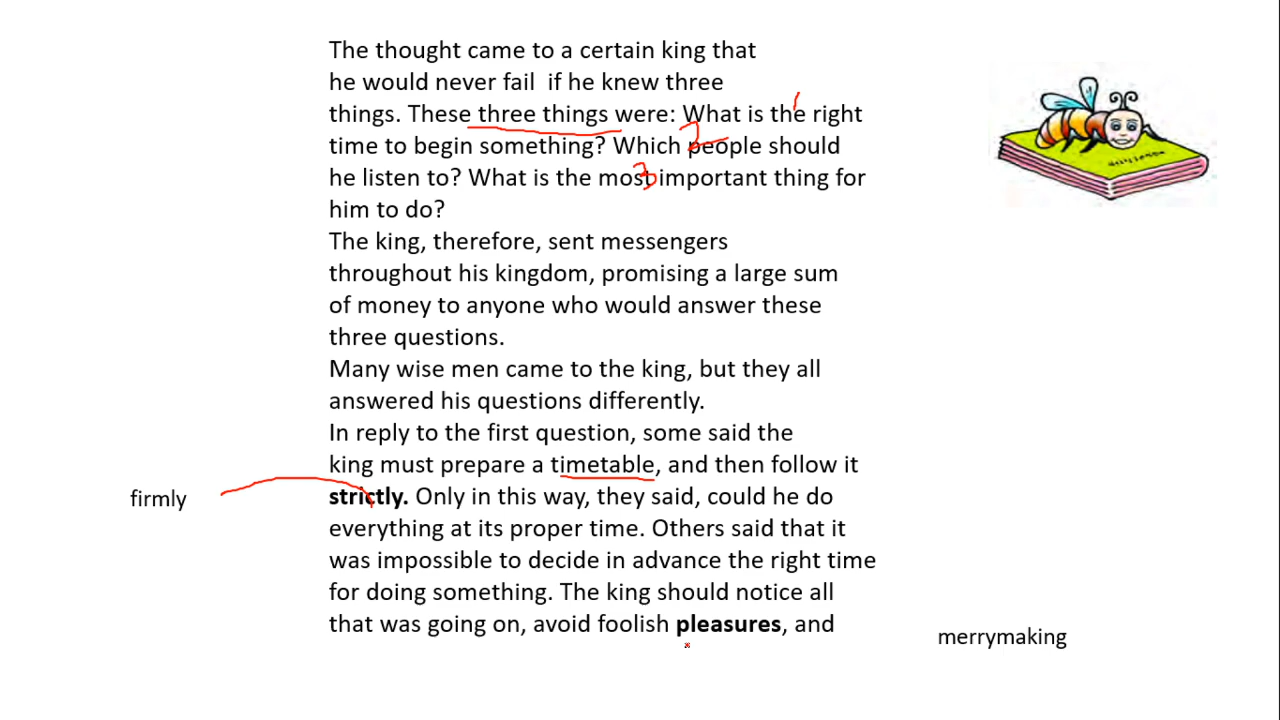 The thought came to a certain king that
he would never fail  if he knew three
things. These three things were: What is the right
time to begin something? Which people should
he listen to? What is the most important thing for
him to do?
The king, therefore, sent messengers
throughout his kingdom, promising a large sum
of money to anyone who would answer these
three questions.
Many wise men came to the king, but they all
answered his questions differently.
In reply to the first question, some said the
king must prepare a timetable, and then follow it
firmly
strictly. Only in this way, they said, could he do
everything at its proper time. Others said that it
was impossible to decide in advance the right time
for doing something. The king should notice all
that was going on, avoid foolish pleasures, and
merrymaking
1
2
3